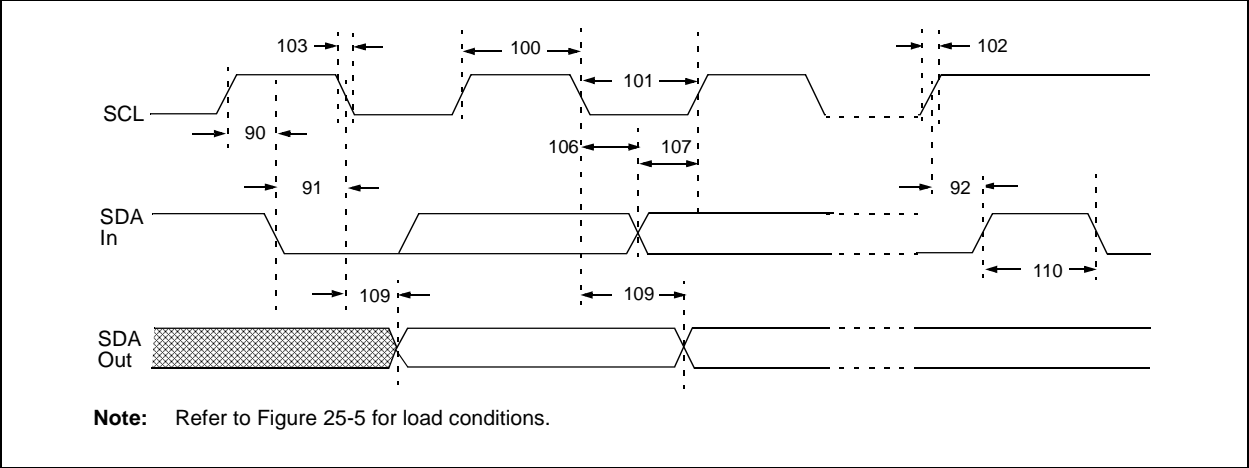 103
100
102
101
SCL
90
106
107
91
92
SDA
In
110
109
109
SDA
Out
Note: Refer to Figure 25-5 for load conditions.